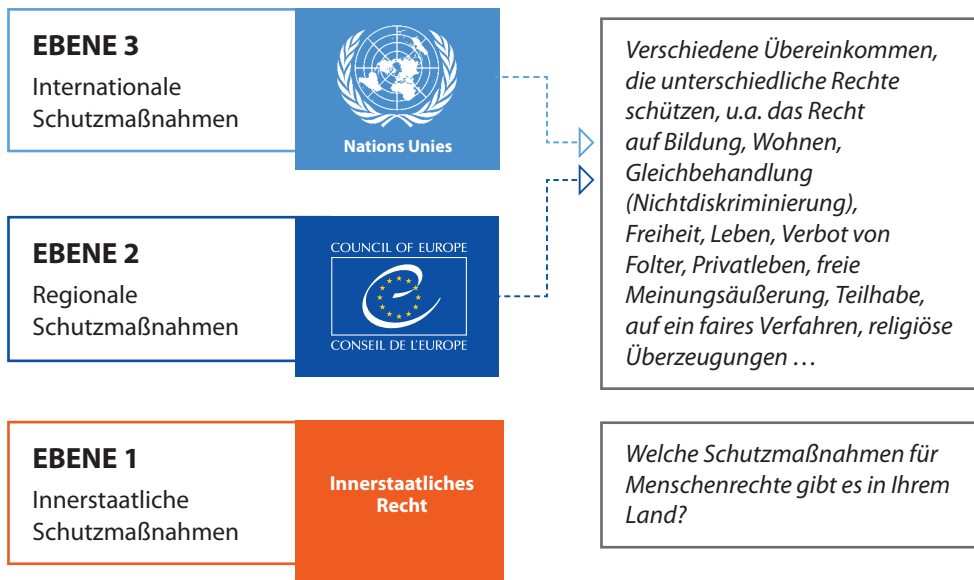 EBENE 3
Internationale
Schutzmaßnahmen
Nations Unies
Verschiedene Übereinkommen,
die unterschiedliche Rechte
schützen, u.a. das Recht
auf Bildung, Wohnen,
Gleichbehandlung
(Nichtdiskriminierung),
Freiheit, Leben, Verbot von
Folter, Privatleben, freie
Meinungsäußerung, Teilhabe,
auf ein faires Verfahren, religiöse
Überzeugungen …
EBENE 2
Regionale
Schutzmaßnahmen
COUNCIL OF EUROPE
CONSEIL DE L'EUROPE
EBENE 1
Innerstaatliche
Schutzmaßnahmen
Innerstaatliches
Recht
Welche Schutzmaßnahmen für
Menschenrechte gibt es in Ihrem
Land?